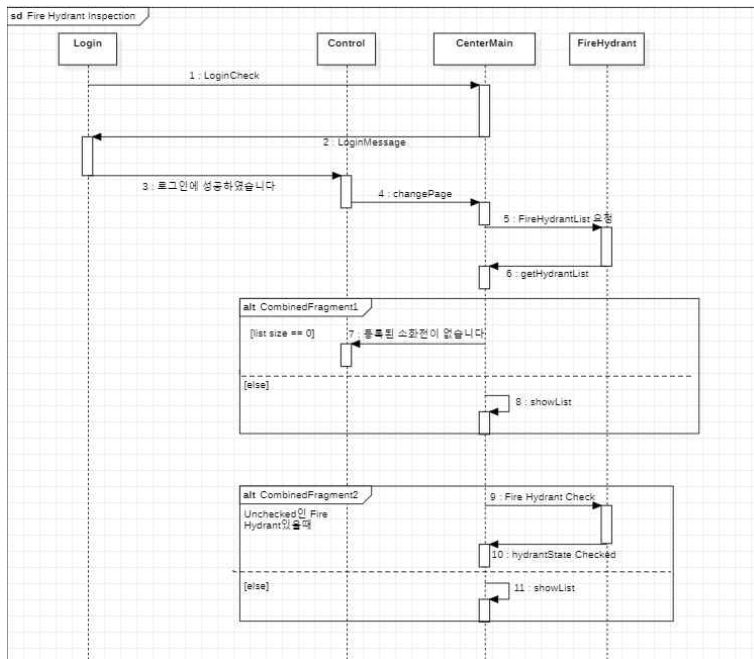 sd Fire Hydrant Inspection
Login
Control
CenterMain
FireHydrant
1 : LoginCheck
2 : LoginMessage
3 : 로그인에 성공하였습니다
4 : changePage
5 : FireHydrantList 요청
6 : getHydrantList
alt CombinedFragment1
[list size == 0]
7 : 등록된 소화전이 없습니다
[else]
8 : showList
alt CombinedFragment2
9 : Fire Hydrant Check
Unchecked인 Fire
Hydrant있을때
10 : hydrantState Checked
[else]
11 : showList